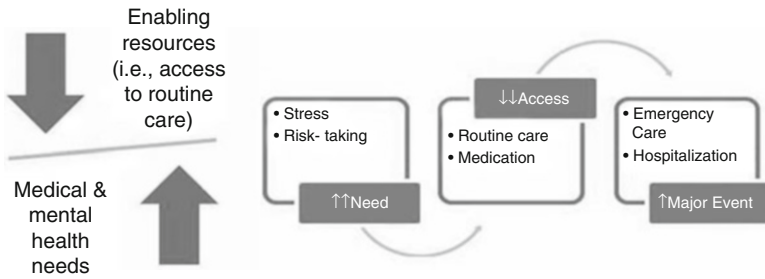 Enabling
resources
(i.e., access
to routine
care)
Medical &
mental
health
needs
• Stress
• Risk- taking
↑↑Need
↓↓Access
• Routine care
• Medication
• Emergency
Care
• Hospitalization
↑Major Event